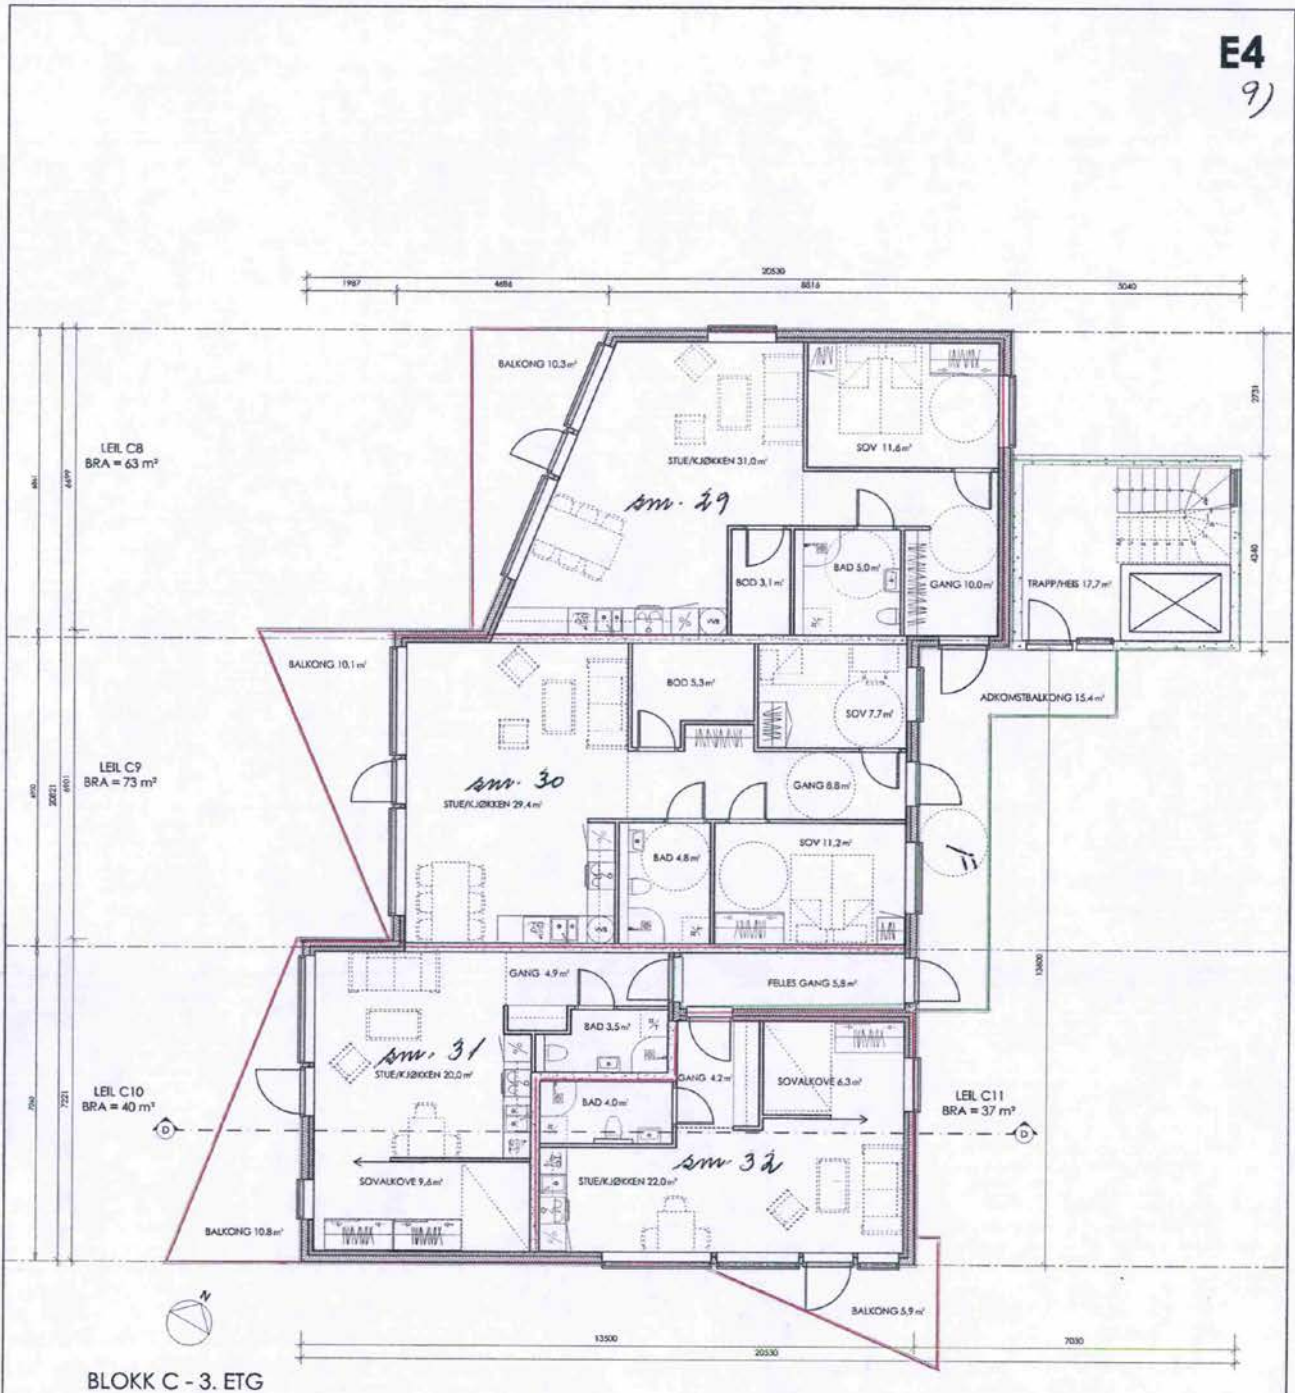 E4
9)
20530
1987
4686
8816
5040
BALKONG 10,3 m²
LEIL C8
BRA = 63 m²
SOV 11,6 m²
STUE/KJØKKEN 31,0 m²
snr. 29
2731
6699
4340
BOD 3,1 m²
BAD 5,0 m²
GANG 10,0 m²
TRAPP/HEIS 17,7 m²
BALKONG 10,1 m²
BOD 5,3 m²
SOV 7,7 m²
ADKOMSTBALKONG 15,4 m²
LEIL C9
BRA = 73 m²
snr. 30
STUE/KJØKKEN 29,4 m²
GANG 8,8 m²
20821
BAD 4,8 m²
SOV 11,2 m²
GANG 4,9 m²
FELLES GANG 5,8 m²
13800
BAD 3,5 m²
snr. 31
STUE/KJØKKEN 20,0 m²
GANG 4,2 m²
SOVALKOVE 6,3 m²
LEIL C10
BRA = 40 m²
7221
BAD 4,0 m²
LEIL C11
BRA = 37 m²
D
D
snr 32
SOVALKOVE 9,6 m²
STUE/KJØKKEN 22,0 m²
BALKONG 10,8 m²
N
BALKONG 5,9 m²
13500
7030
20530
BLOKK C - 3. ETG